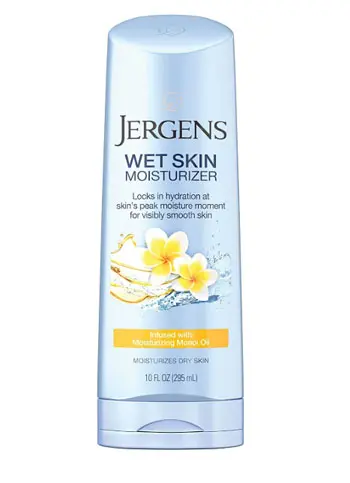 JERGENS
WET SKIN
MOISTURIZER
Locks in hydration at
skin's peak moisture moment
for visibly smooth skin
Infused with
Moisturizing Monoi Oil
MOISTURIZES DRY SKIN
10 FL OZ (295 mL)